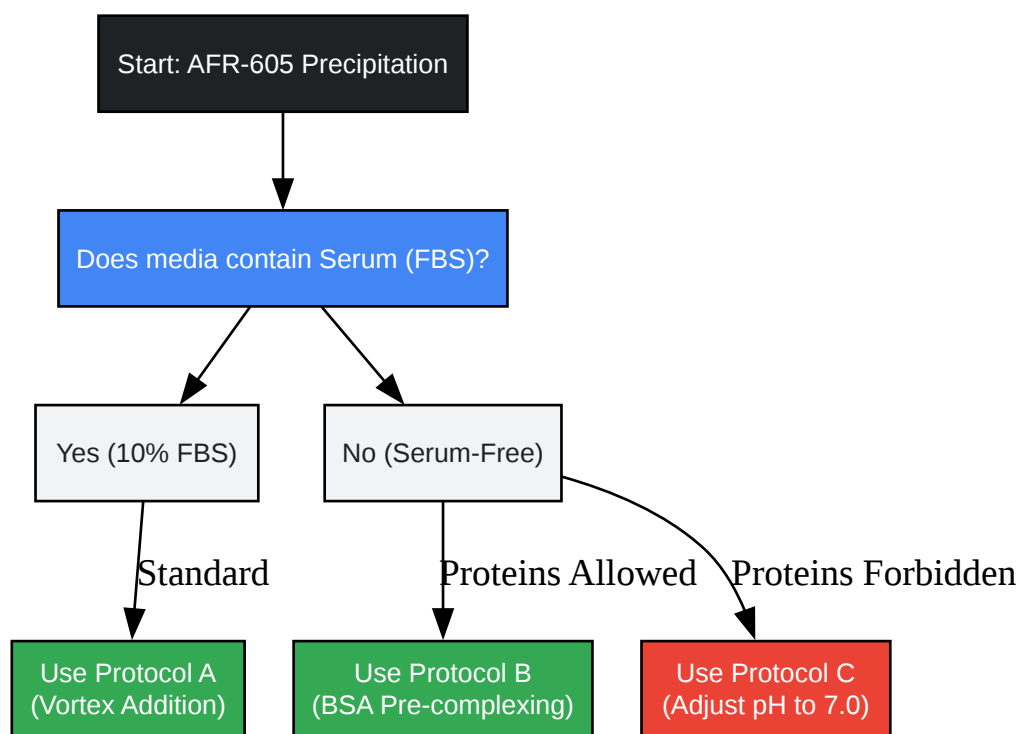 Start: AFR-605 Precipitation
Does media contain Serum (FBS)?
Yes (10% FBS)
No (Serum-Free)
Standard
Proteins Allowed
Proteins Forbidden
Use Protocol A
(Vortex Addition)
Use Protocol B
(BSA Pre-complexing)
Use Protocol C
(Adjust pH to 7.0)